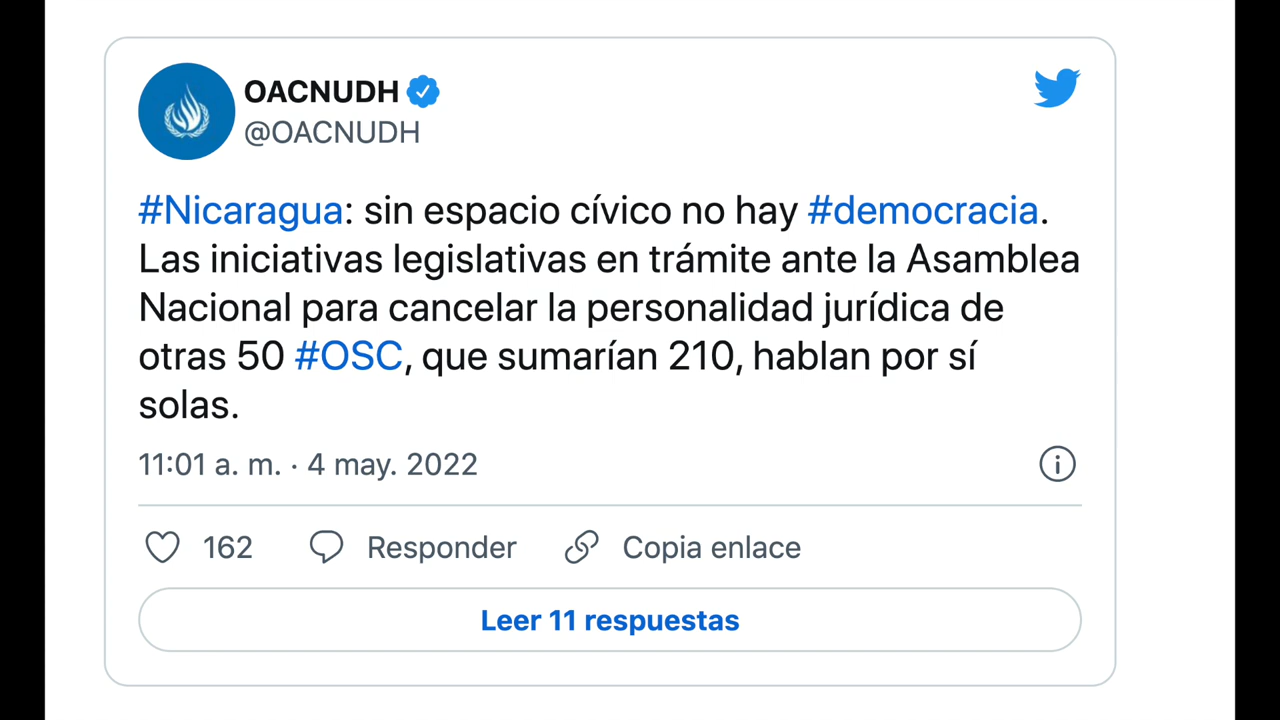 OACNUDH
@OACNUDH
#Nicaragua: sin espacio cívico no hay #democracia.
Las iniciativas legislativas en trámite ante la Asamblea
Nacional para cancelar la personalidad jurídica de
otras 50 #OSC, que sumarían 210, hablan por sí
solas.
11:01 a. m. · 4 may. 2022
162 Responder Copia enlace
Leer 11 respuestas